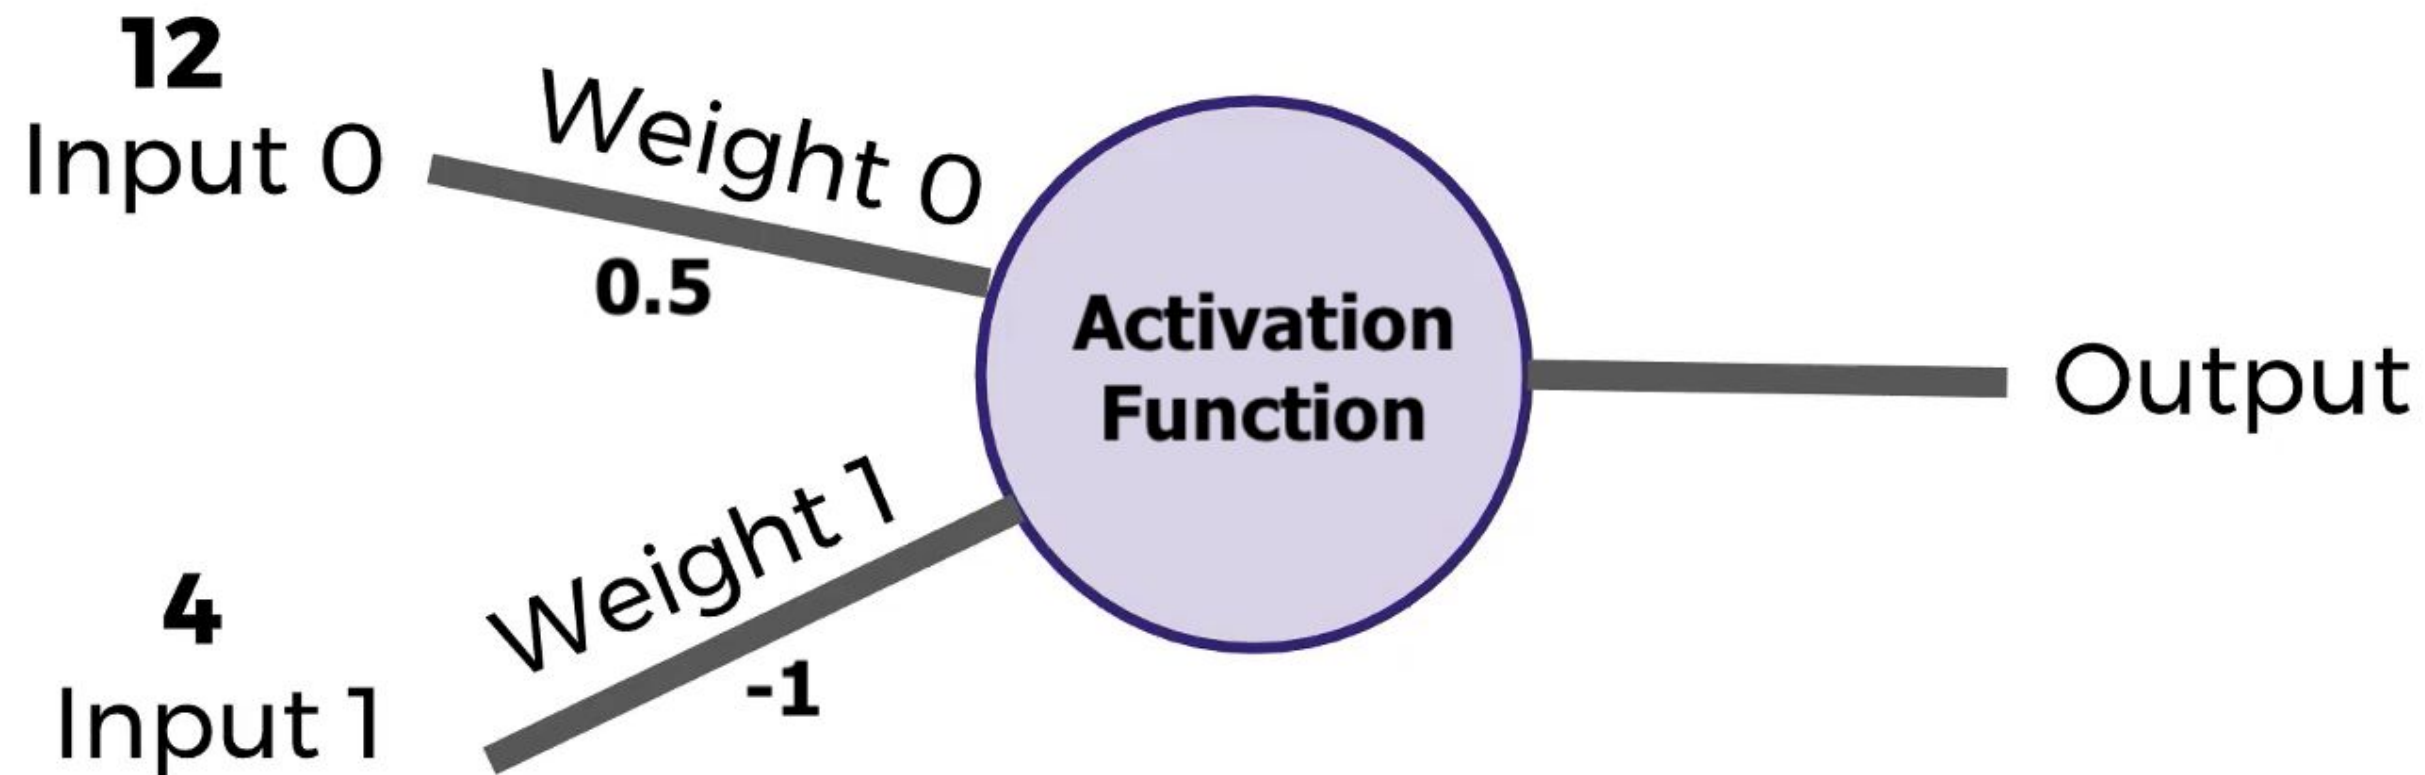 12
Input 0
Weight 0
0.5
Activation
Function
Output
Weight 1
-1
4
Input 1